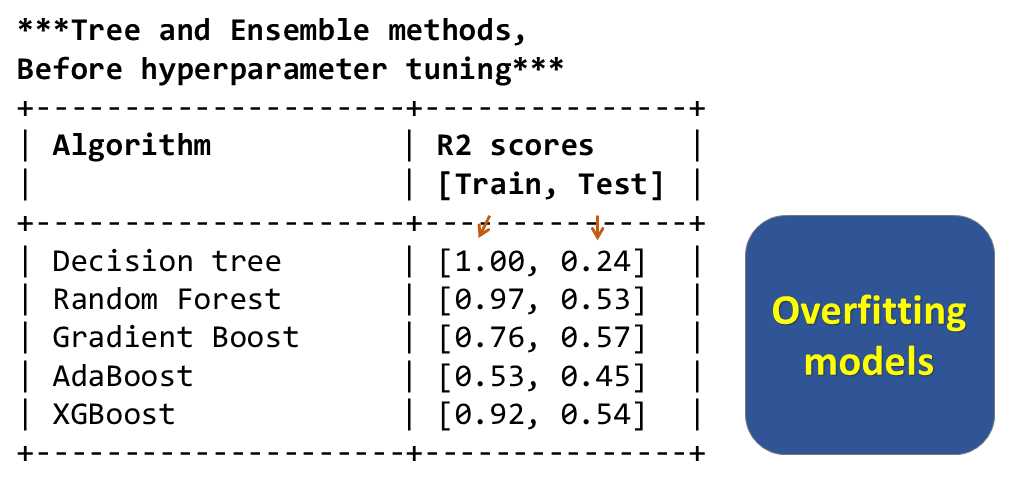 ***Tree and Ensemble methods,
Before hyperparameter tuning***
+----------------------+---------------+
| Algorithm            | R2 scores     |
|                      | [Train, Test] |
+----------------------+---------------+
| Decision tree        | [1.00, 0.24]  |
| Random Forest        | [0.97, 0.53]  |
| Gradient Boost       | [0.76, 0.57]  |
| AdaBoost             | [0.53, 0.45]  |
| XGBoost              | [0.92, 0.54]  |
+----------------------+---------------+
Overfitting
models